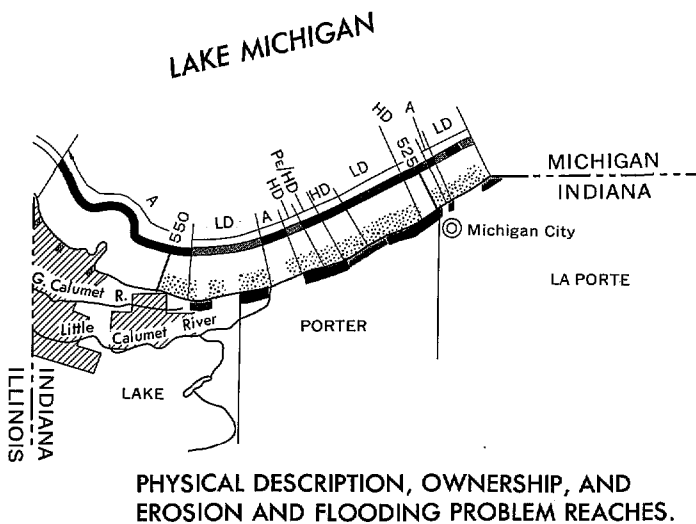 LAKE MICHIGAN
HD
A
LD
525
PE/HD
HD
HD
LD
A
LD
550
A
MICHIGAN
INDIANA
Michigan City
LA PORTE
G. Calumet R.
Little Calumet River
PORTER
LAKE
INDIANA
ILLINOIS
PHYSICAL DESCRIPTION, OWNERSHIP, AND
EROSION AND FLOODING PROBLEM REACHES.